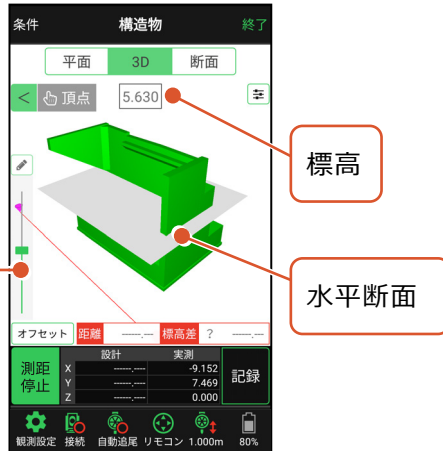 条件 構造物 終了
平面 3D 断面
< 頂点 5.630
標高
水平断面
オフセット 距離 ------.--- 標高差 ? ------.---
設計 実測
測距停止 X ------.---- -9.152 記録
Y ------.---- 7.469
Z ------.---- 0.000
観測設定 接続 自動追尾 リモコン 1.000m 80%